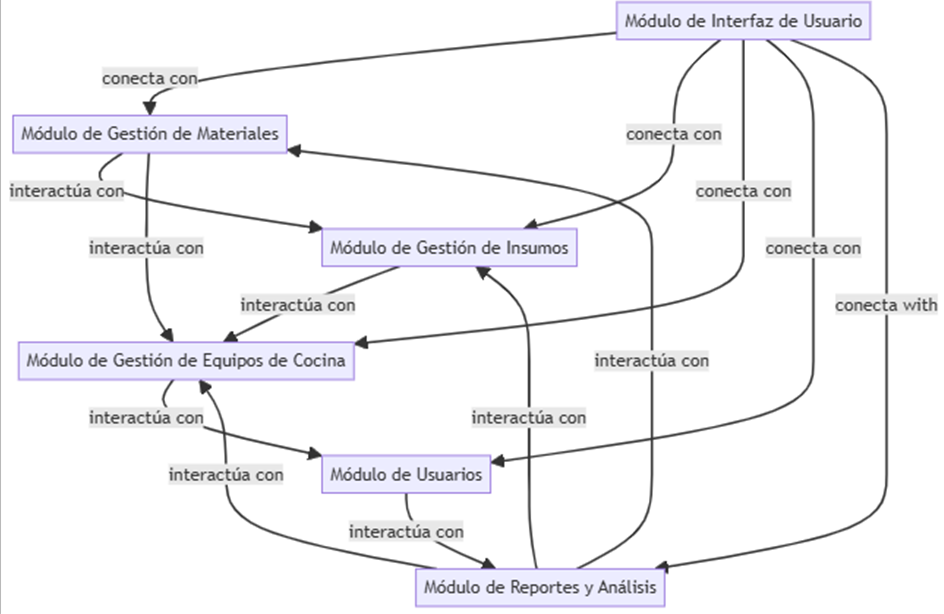 Módulo de Interfaz de Usuario
conecta con
Módulo de Gestión de Materiales
conecta con
interactúa con
conecta con
interactúa con
Módulo de Gestión de Insumos
conecta con
interactúa con
conecta with
Módulo de Gestión de Equipos de Cocina
interactúa con
interactúa con
interactúa con
interactúa con
Módulo de Usuarios
interactúa con
Módulo de Reportes y Análisis